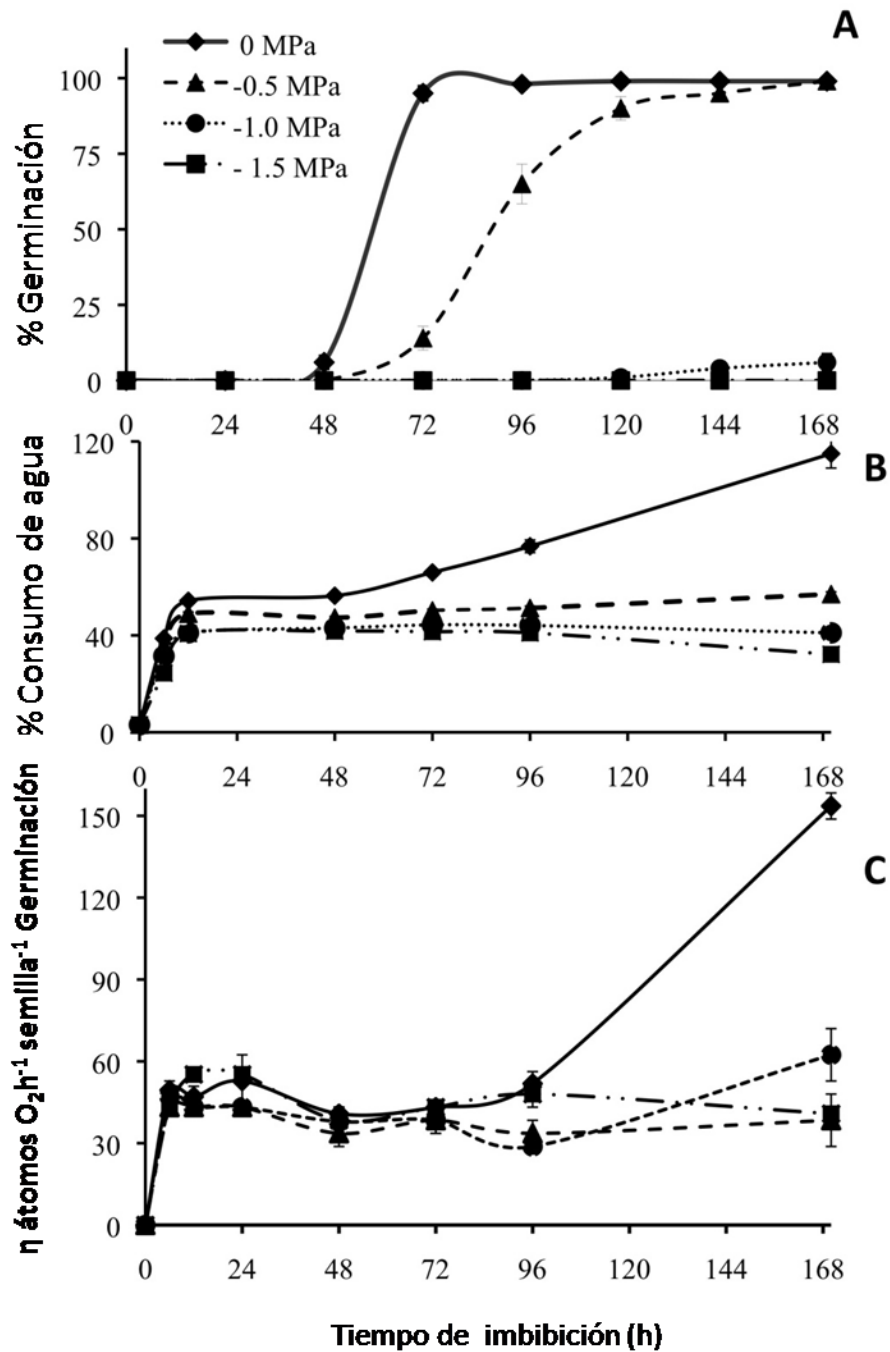 A
0 MPa
-0.5 MPa
-1.0 MPa
- 1.5 MPa
% Germinación
100
75
50
25
0
0 24 48 72 96 120 144 168
B
% Consumo de agua
120
80
40
0
0 24 48 72 96 120 144 168
C
η átomos O₂h⁻¹ semilla⁻¹ Germinación
150
120
90
60
30
0
0 24 48 72 96 120 144 168
Tiempo de imbibición (h)